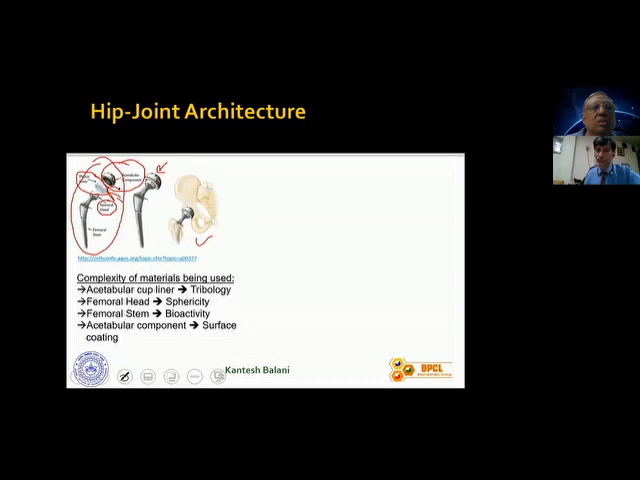 Hip-Joint Architecture
Acetabular
Component
Femoral
Head
Femoral
Stem
Complexity of materials being used:
→Acetabular cup liner → Tribology
→Femoral Head → Sphericity
→Femoral Stem → Bioactivity
→Acetabular component → Surface
coating
Kantesh Balani
BPCL